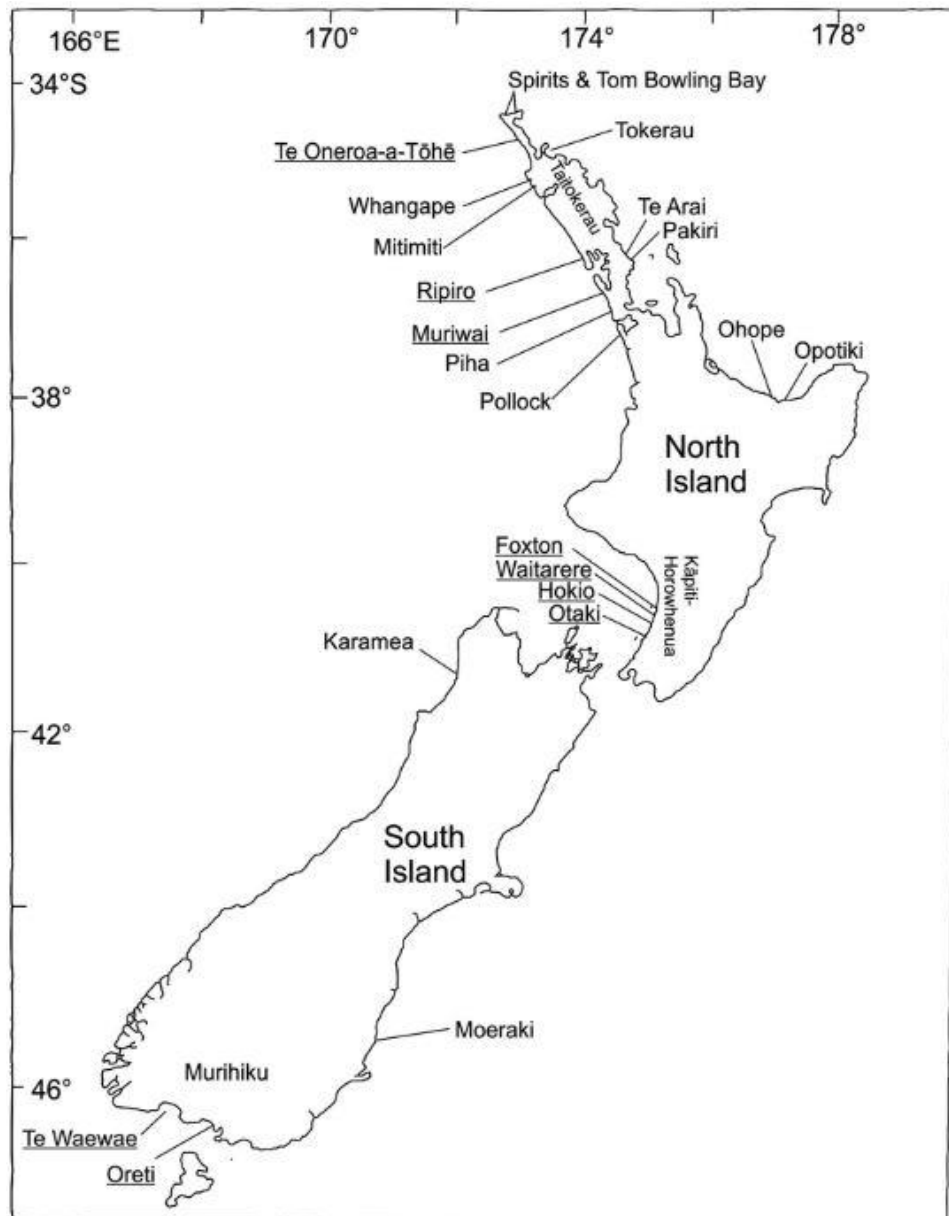 166°E 170° 174° 178°
34°S
Spirits & Tom Bowling Bay
Tokerau
Te Oneroa-a-Tōhē
Taitokerau
Whangape
Te Arai
Mitimiti
Pakiri
Ripiro
Muriwai
Piha
Ohope
Opotiki
Pollock
38°
North
Island
Foxton
Waitarere
Hokio
Otaki
Kāpiti-
Horowhenua
Karamea
42°
South
Island
Moeraki
Murihiku
46°
Te Waewae
Oreti